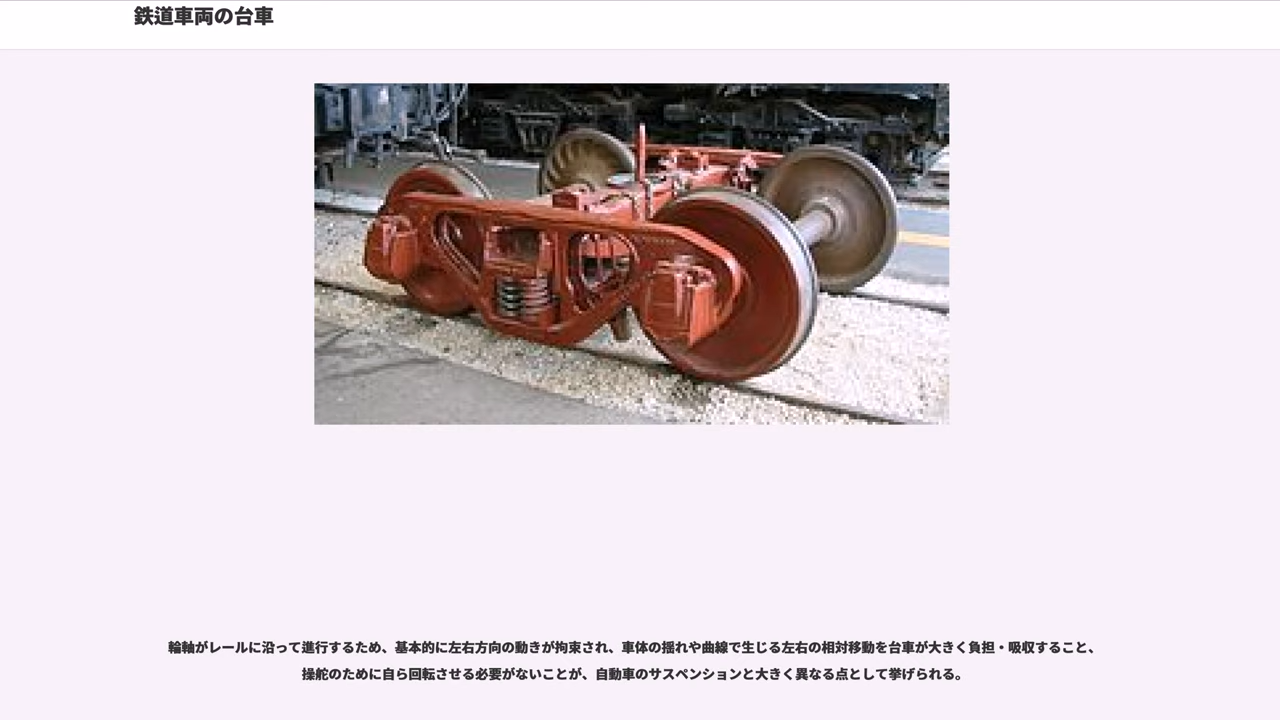 鉄道車両の台車
輪軸がレールに沿って進行するため、基本的に左右方向の動きが拘束され、車体の揺れや曲線で生じる左右の相対移動を台車が大きく負担・吸収すること、
操舵のために自ら回転させる必要がないことが、自動車のサスペンションと大きく異なる点として挙げられる。